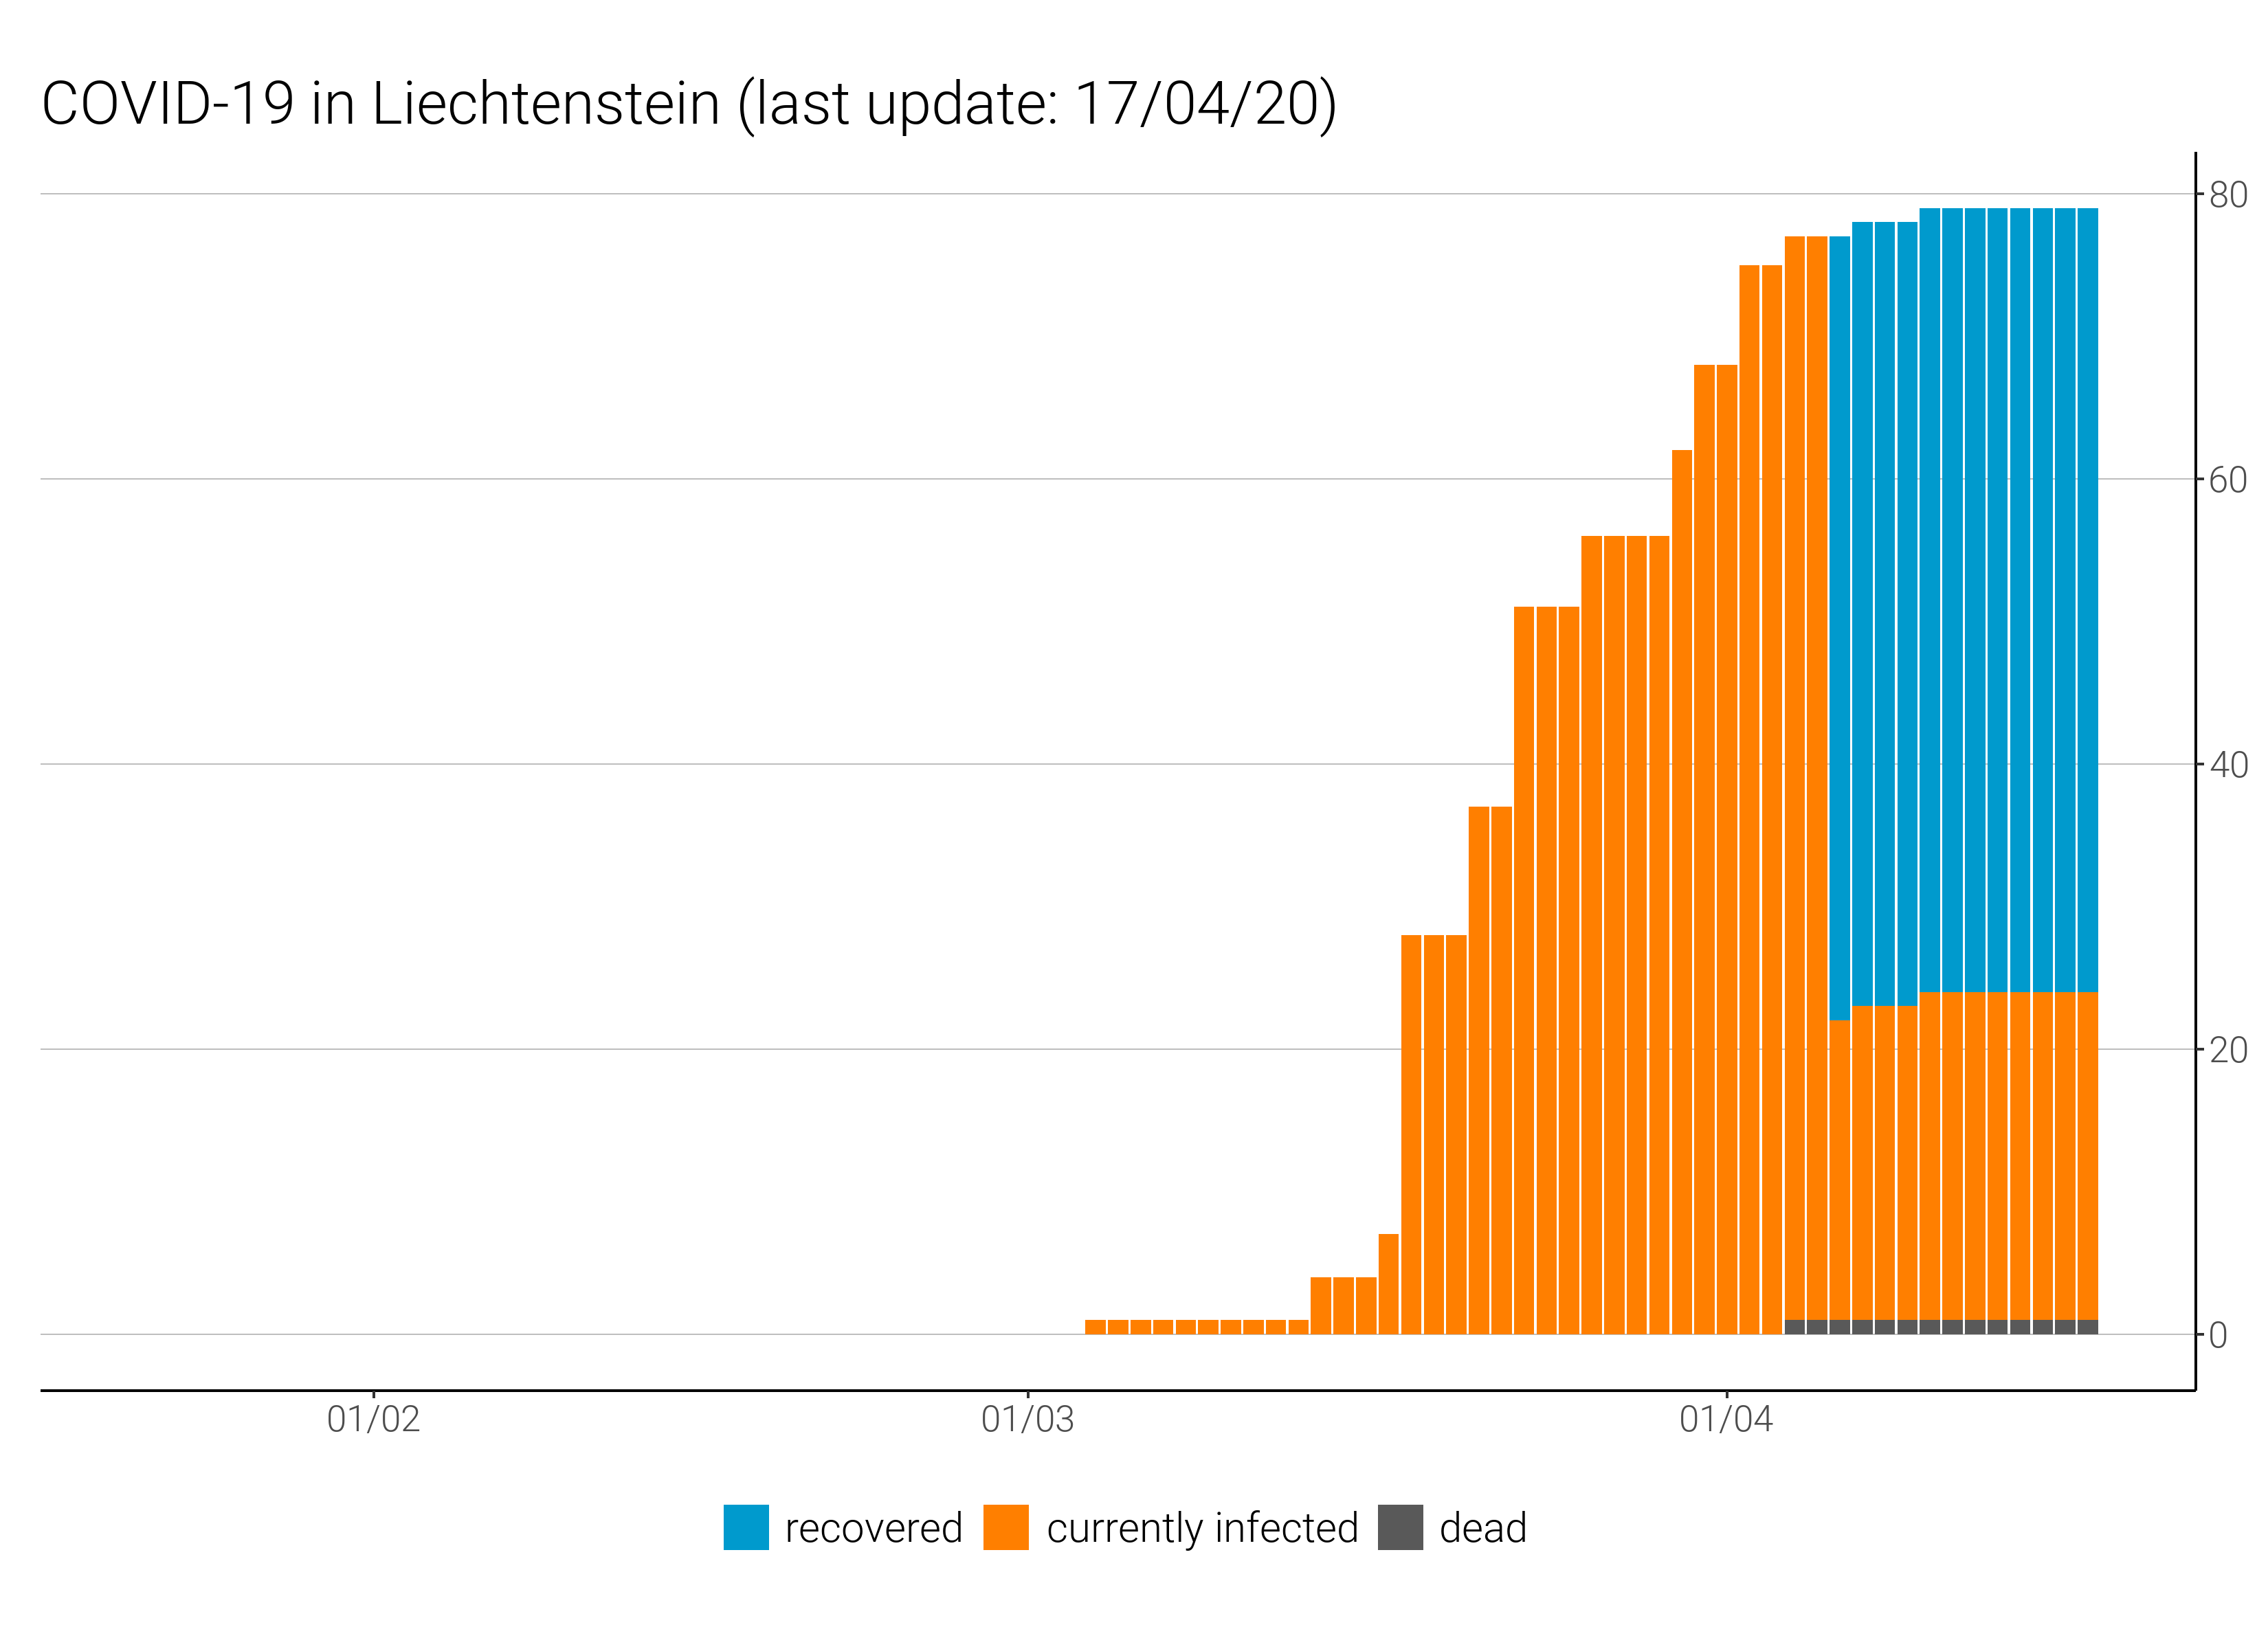 COVID-19 in Liechtenstein (last update: 17/04/20)
80
60
40
20
0
01/02 01/03 01/04
recovered currently infected dead